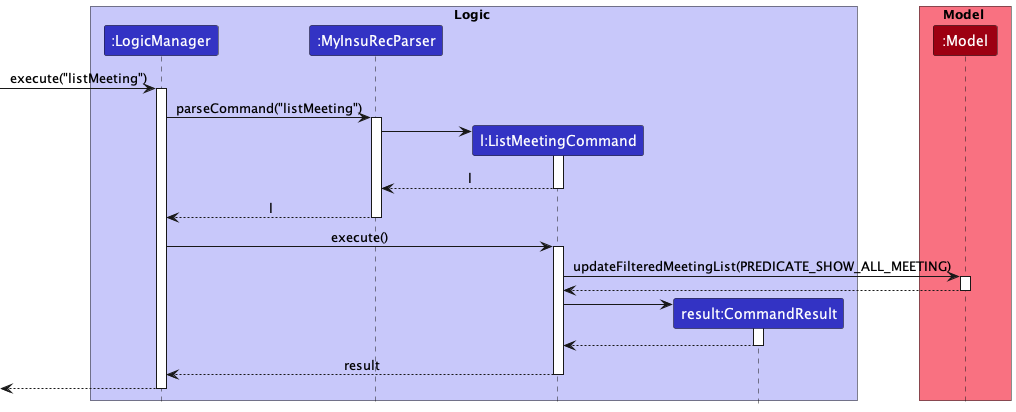 Logic
Model
:LogicManager
:MyInsuRecParser
:Model
execute("listMeeting")
parseCommand("listMeeting")
l:ListMeetingCommand
l
l
execute()
updateFilteredMeetingList(PREDICATE_SHOW_ALL_MEETING)
result:CommandResult
result